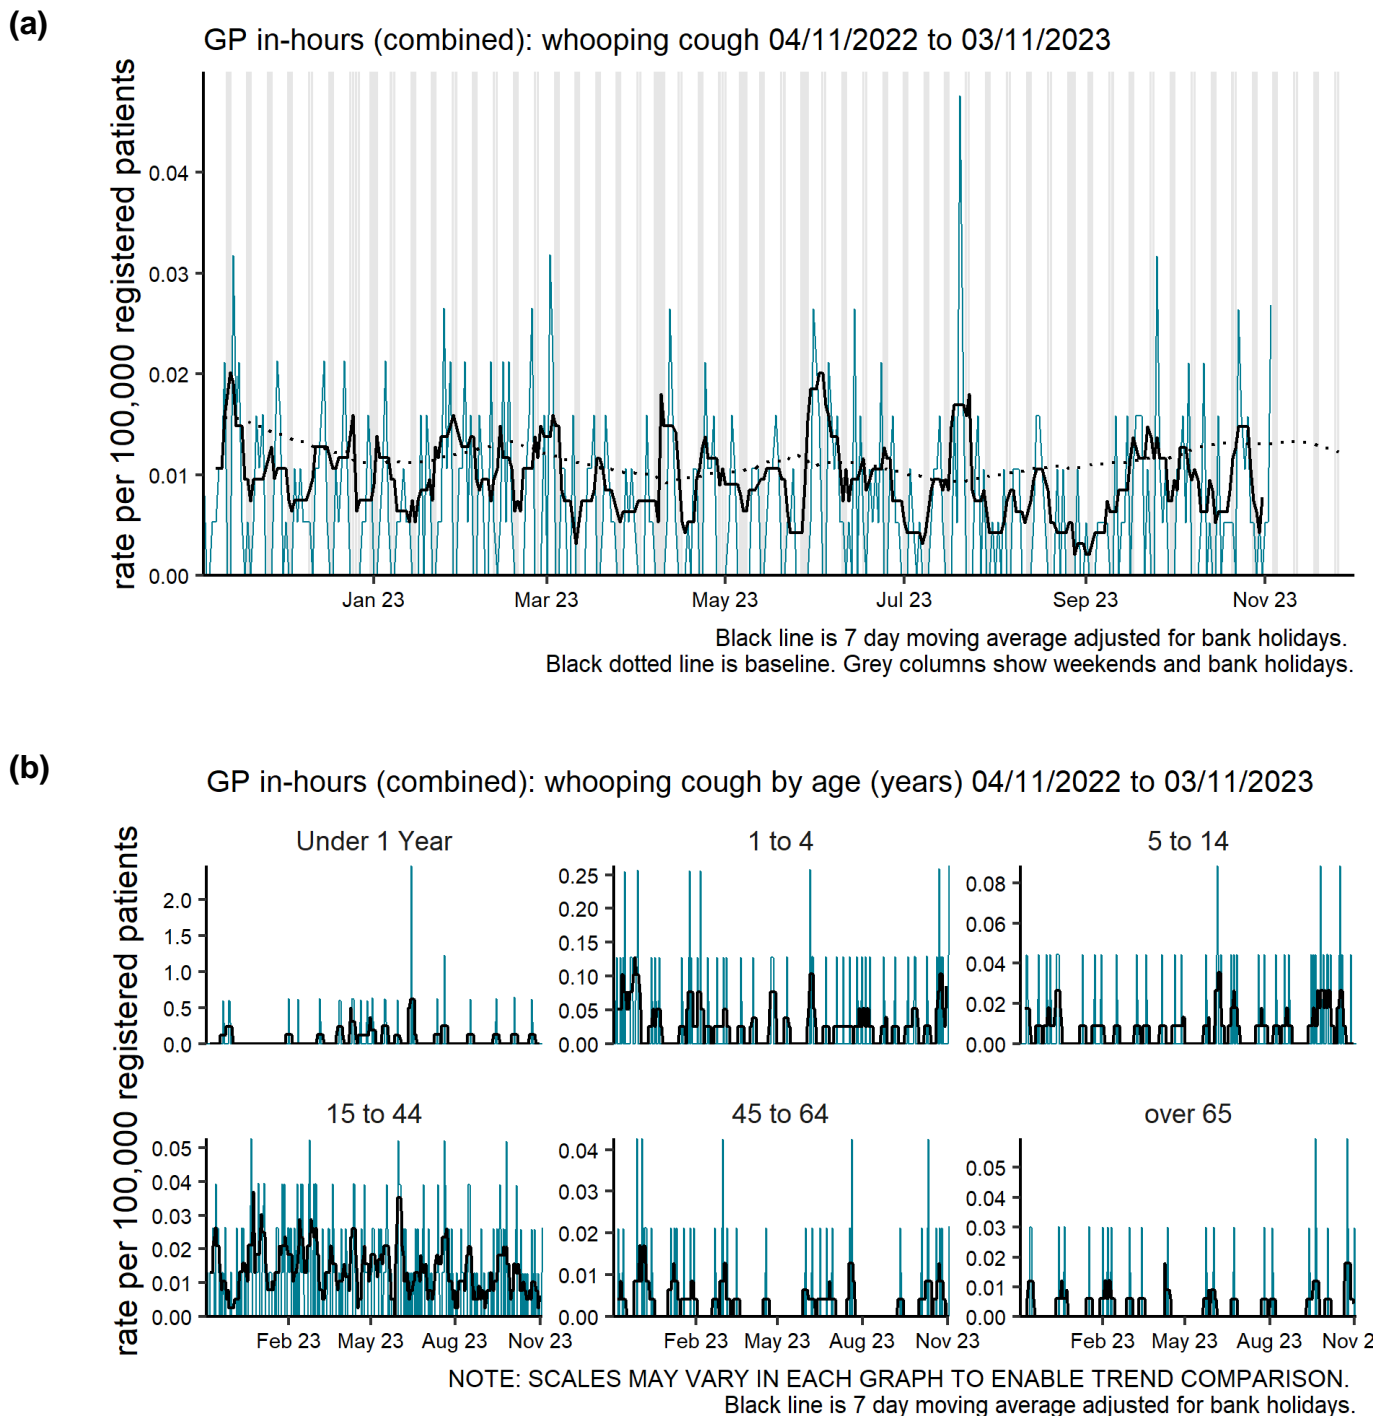 (a)
GP in-hours (combined): whooping cough 04/11/2022 to 03/11/2023
rate per 100,000 registered patients
0.04
0.03
0.02
0.01
0.00
Jan 23
Mar 23
May 23
Jul 23
Sep 23
Nov 23
Black line is 7 day moving average adjusted for bank holidays.
Black dotted line is baseline. Grey columns show weekends and bank holidays.
(b)
GP in-hours (combined): whooping cough by age (years) 04/11/2022 to 03/11/2023
rate per 100,000 registered patients
Under 1 Year
2.0
1.5
1.0
0.5
0.0
1 to 4
0.25
0.20
0.15
0.10
0.05
0.00
5 to 14
0.08
0.06
0.04
0.02
0.00
15 to 44
0.05
0.04
0.03
0.02
0.01
0.00
Feb 23
May 23
Aug 23
Nov 23
45 to 64
0.04
0.03
0.02
0.01
0.00
Feb 23
May 23
Aug 23
Nov 23
over 65
0.05
0.04
0.03
0.02
0.01
0.00
Feb 23
May 23
Aug 23
Nov 2
NOTE: SCALES MAY VARY IN EACH GRAPH TO ENABLE TREND COMPARISON.
Black line is 7 day moving average adjusted for bank holidays.